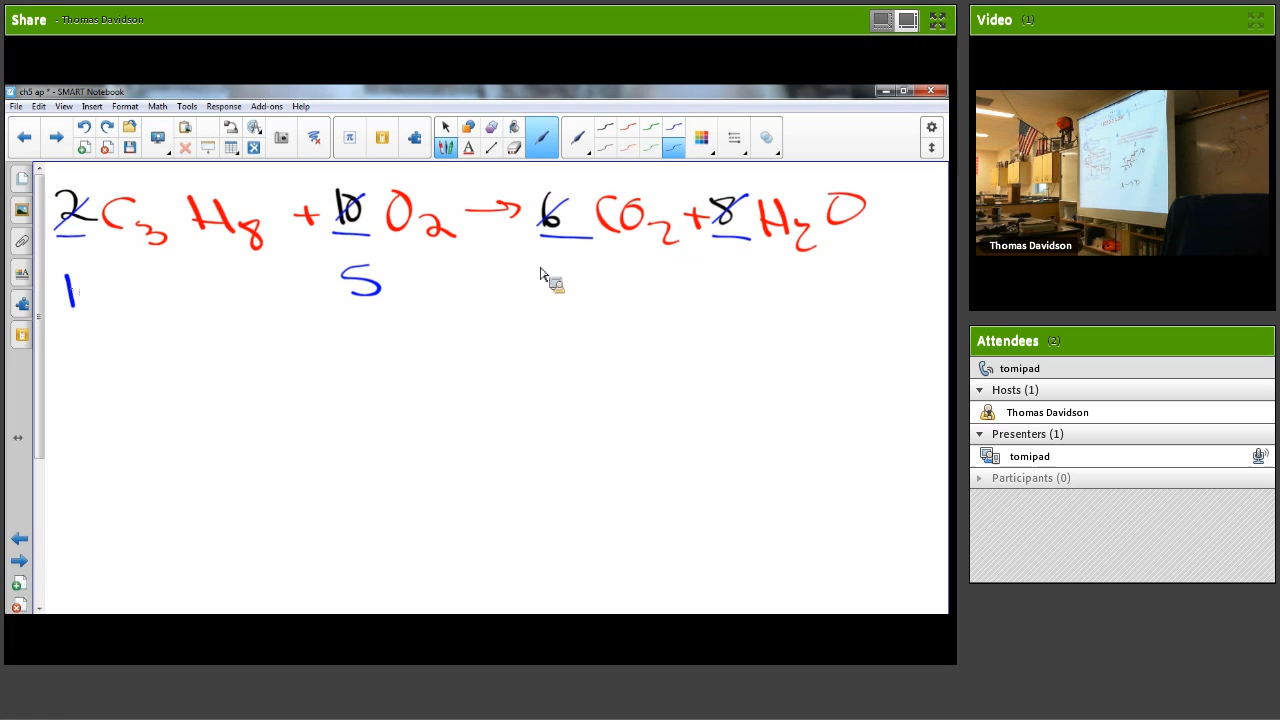 Share - Thomas Davidson
ch5 ap * - SMART Notebook
File Edit View Insert Format Math Tools Response Add-ons Help
2 C3 H8 + 10 O2 → 6 CO2 + 8 H2O
1 5
Video (1)
Thomas Davidson
Attendees (2)
tomipad
Hosts (1)
Thomas Davidson
Presenters (1)
tomipad
Participants (0)